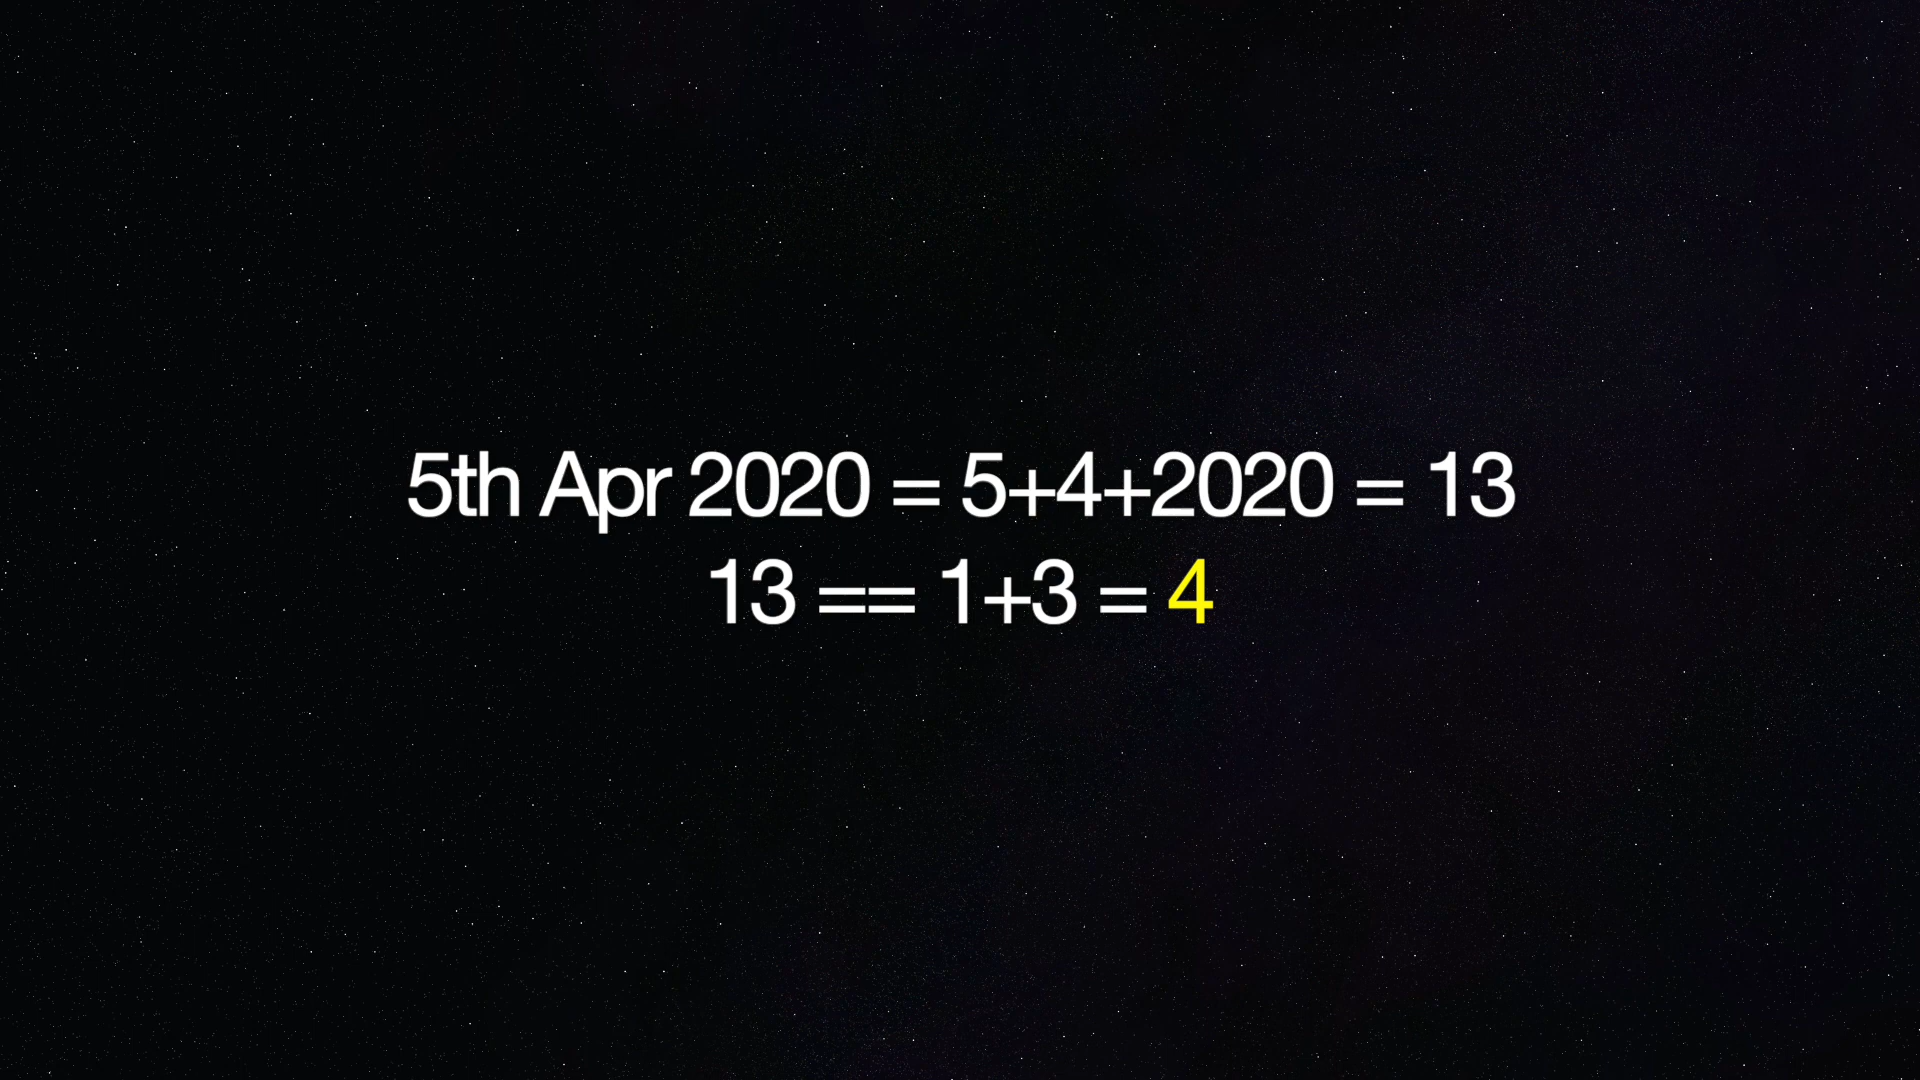 5th Apr 2020 = 5+4+2020 = 13
13 == 1+3 = 4